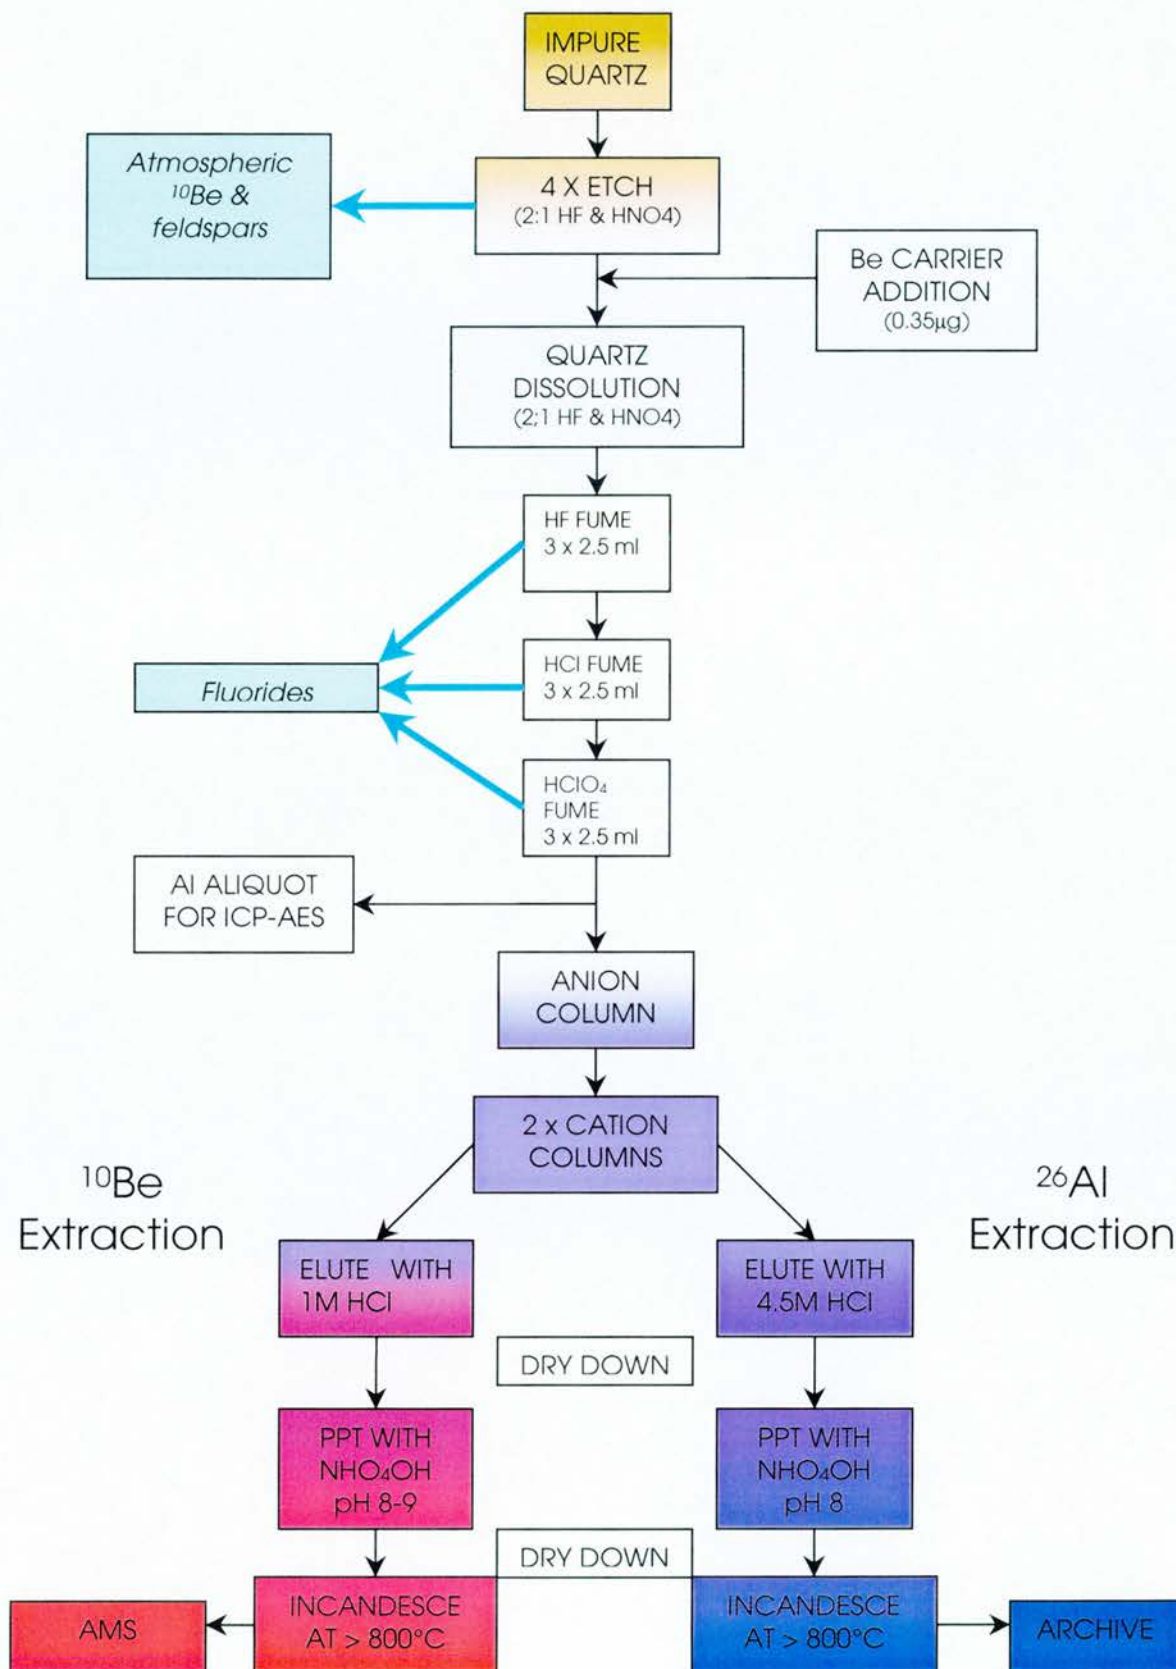 IMPURE
QUARTZ
Atmospheric
¹⁰Be &
feldspars
4 X ETCH
(2:1 HF & HNO4)
Be CARRIER
ADDITION
(0.35µg)
QUARTZ
DISSOLUTION
(2;1 HF & HNO4)
HF FUME
3 x 2.5 ml
Fluorides
HCl FUME
3 x 2.5 ml
HClO₄
FUME
3 x 2.5 ml
Al ALIQUOT
FOR ICP-AES
ANION
COLUMN
2 x CATION
COLUMNS
¹⁰Be
Extraction
²⁶Al
Extraction
ELUTE WITH
1M HCl
ELUTE WITH
4.5M HCl
DRY DOWN
PPT WITH
NHO₄OH
pH 8-9
PPT WITH
NHO₄OH
pH 8
DRY DOWN
AMS
INCANDESCE
AT > 800°C
INCANDESCE
AT > 800°C
ARCHIVE